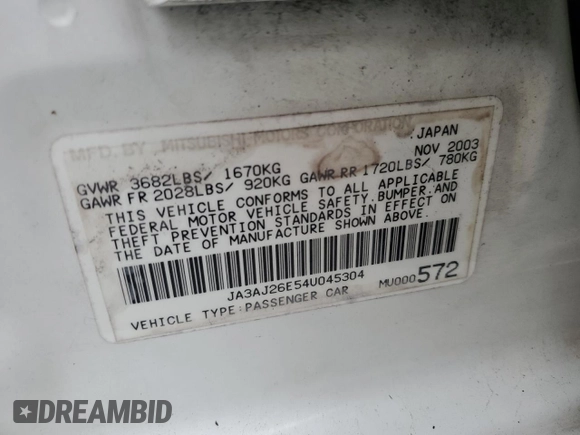 MFD. BY MITSUBISHI MOTORS CORPORATION JAPAN
NOV 2003
GVWR 3682LBS/ 1670KG
GAWR FR 2028LBS/ 920KG GAWR RR 1720LBS/ 780KG
THIS VEHICLE CONFORMS TO ALL APPLICABLE
FEDERAL MOTOR VEHICLE SAFETY,BUMPER,AND
THEFT PREVENTION STANDARDS IN EFFECT ON
THE DATE OF MANUFACTURE SHOWN ABOVE.
JA3AJ26E54U045304
MU000572
VEHICLE TYPE:PASSENGER CAR
DREAMBID